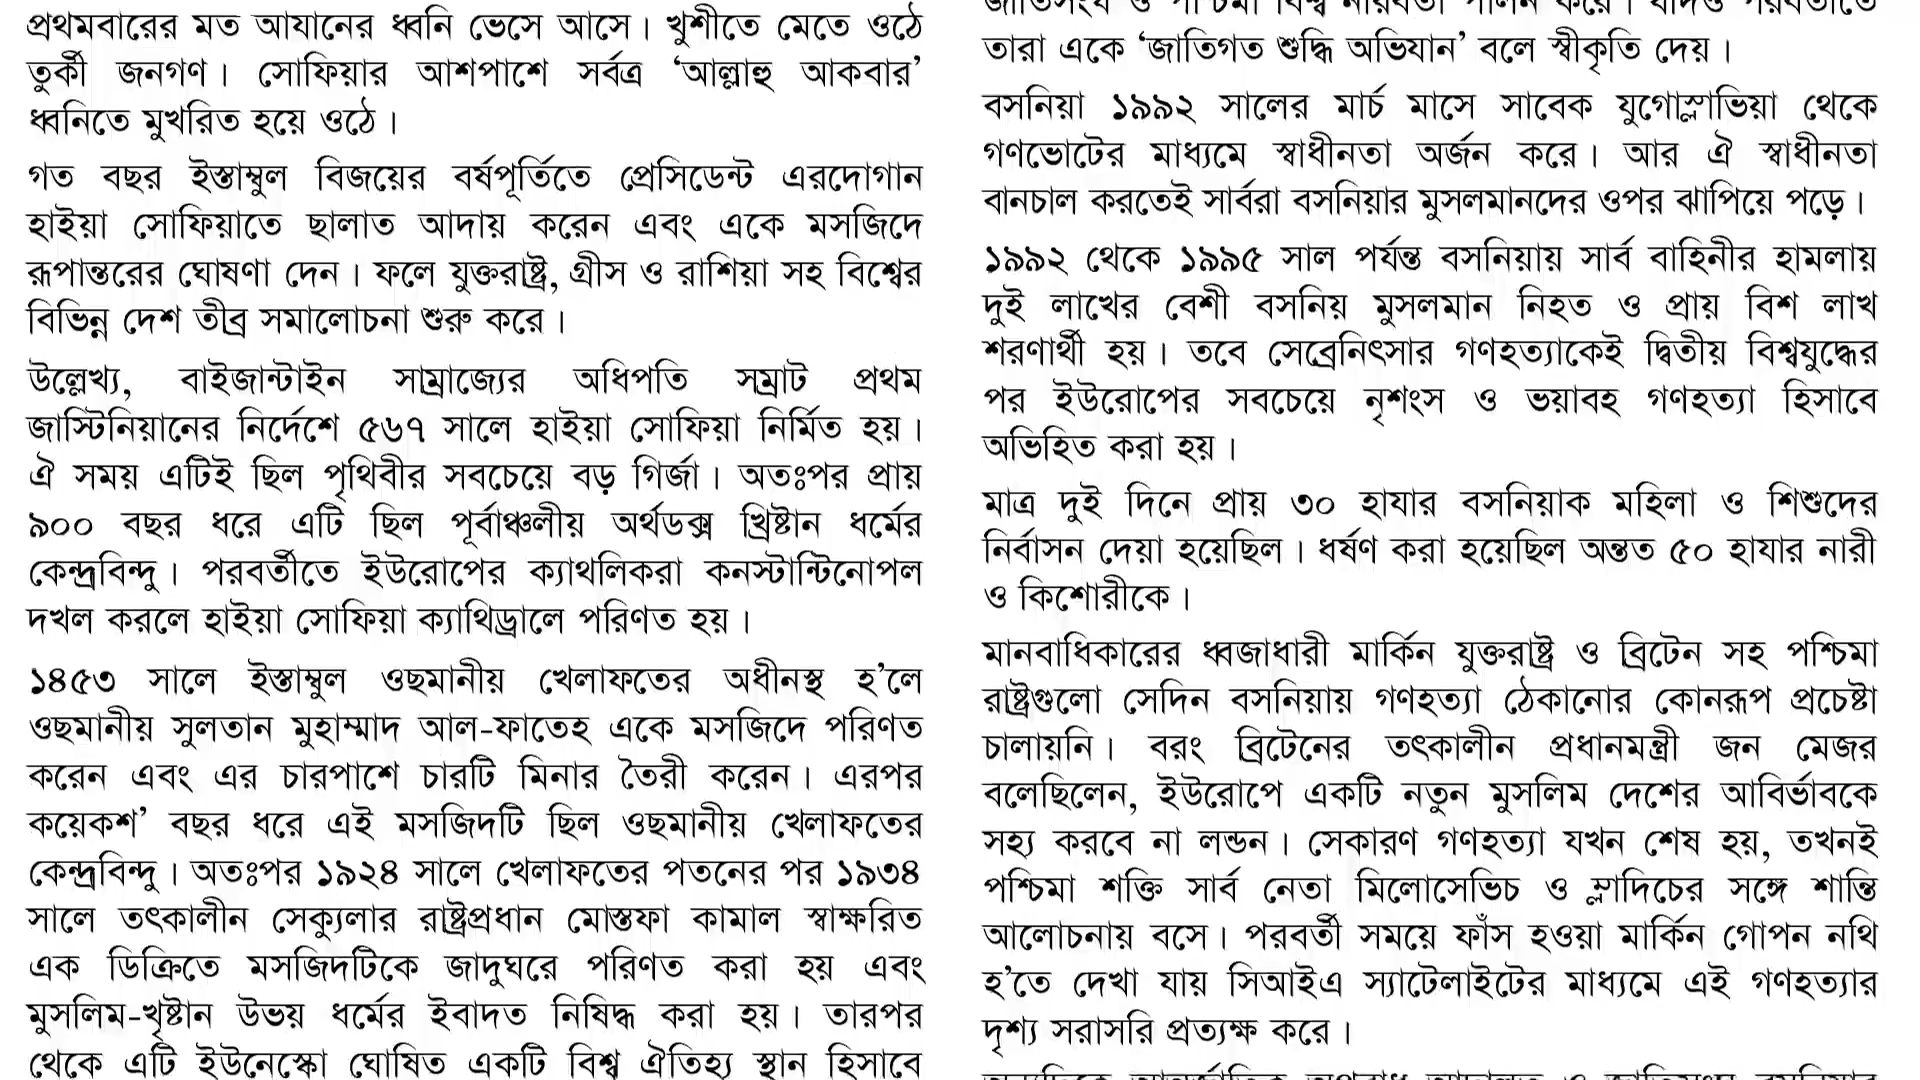 প্রথমবারের মত আযানের ধ্বনি ভেসে আসে। খুশীতে মেতে ওঠে
তুর্কী জনগণ। সোফিয়ার আশপাশে সর্বত্র ‘আল্লাহু আকবার’
ধ্বনিতে মুখরিত হয়ে ওঠে।
গত বছর ইস্তাম্বুল বিজয়ের বর্ষপূর্তিতে প্রেসিডেন্ট এরদোগান
হাইয়া সোফিয়াতে ছালাত আদায় করেন এবং একে মসজিদে
রূপান্তরের ঘোষণা দেন। ফলে যুক্তরাষ্ট্র, গ্রীস ও রাশিয়া সহ বিশ্বের
বিভিন্ন দেশ তীব্র সমালোচনা শুরু করে।
উল্লেখ্য, বাইজান্টাইন সাম্রাজ্যের অধিপতি সম্রাট প্রথম
জাস্টিনিয়ানের নির্দেশে ৫৬৭ সালে হাইয়া সোফিয়া নির্মিত হয়।
ঐ সময় এটিই ছিল পৃথিবীর সবচেয়ে বড় গির্জা। অতঃপর প্রায়
৯০০ বছর ধরে এটি ছিল পূর্বাঞ্চলীয় অর্থডক্স খ্রিষ্টান ধর্মের
কেন্দ্রবিন্দু। পরবর্তীতে ইউরোপের ক্যাথলিকরা কনস্টান্টিনোপল
দখল করলে হাইয়া সোফিয়া ক্যাথিড্রালে পরিণত হয়।
১৪৫৩ সালে ইস্তাম্বুল ওছমানীয় খেলাফতের অধীনস্থ হ’লে
ওছমানীয় সুলতান মুহাম্মাদ আল-ফাতেহ একে মসজিদে পরিণত
করেন এবং এর চারপাশে চারটি মিনার তৈরী করেন। এরপর
কয়েকশ’ বছর ধরে এই মসজিদটি ছিল ওছমানীয় খেলাফতের
কেন্দ্রবিন্দু। অতঃপর ১৯২৪ সালে খেলাফতের পতনের পর ১৯৩৪
সালে তৎকালীন সেক্যুলার রাষ্ট্রপ্রধান মোস্তফা কামাল স্বাক্ষরিত
এক ডিক্রিতে মসজিদটিকে জাদুঘরে পরিণত করা হয় এবং
মুসলিম-খৃষ্টান উভয় ধর্মের ইবাদত নিষিদ্ধ করা হয়। তারপর
থেকে এটি ইউনেস্কো ঘোষিত একটি বিশ্ব ঐতিহ্য স্থান হিসাবে
জাতিসংঘ ও পশ্চিমা বিশ্ব নীরবতা পালন করে। যদিও পরবর্তীতে
তারা একে ‘জাতিগত শুদ্ধি অভিযান’ বলে স্বীকৃতি দেয়।
বসনিয়া ১৯৯২ সালের মার্চ মাসে সাবেক যুগোস্লাভিয়া থেকে
গণভোটের মাধ্যমে স্বাধীনতা অর্জন করে। আর ঐ স্বাধীনতা
বানচাল করতেই সার্বরা বসনিয়ার মুসলমানদের ওপর ঝাপিয়ে পড়ে।
১৯৯২ থেকে ১৯৯৫ সাল পর্যন্ত বসনিয়ায় সার্ব বাহিনীর হামলায়
দুই লাখের বেশী বসনিয় মুসলমান নিহত ও প্রায় বিশ লাখ
শরণার্থী হয়। তবে সেব্রেনিৎসার গণহত্যাকেই দ্বিতীয় বিশ্বযুদ্ধের
পর ইউরোপের সবচেয়ে নৃশংস ও ভয়াবহ গণহত্যা হিসাবে
অভিহিত করা হয়।
মাত্র দুই দিনে প্রায় ৩০ হাযার বসনিয়াক মহিলা ও শিশুদের
নির্বাসন দেয়া হয়েছিল। ধর্ষণ করা হয়েছিল অন্তত ৫০ হাযার নারী
ও কিশোরীকে।
মানবাধিকারের ধ্বজাধারী মার্কিন যুক্তরাষ্ট্র ও ব্রিটেন সহ পশ্চিমা
রাষ্ট্রগুলো সেদিন বসনিয়ায় গণহত্যা ঠেকানোর কোনরূপ প্রচেষ্টা
চালায়নি। বরং ব্রিটেনের তৎকালীন প্রধানমন্ত্রী জন মেজর
বলেছিলেন, ইউরোপে একটি নতুন মুসলিম দেশের আবির্ভাবকে
সহ্য করবে না লন্ডন। সেকারণ গণহত্যা যখন শেষ হয়, তখনই
পশ্চিমা শক্তি সার্ব নেতা মিলোসেভিচ ও ম্লাদিচের সঙ্গে শান্তি
আলোচনায় বসে। পরবর্তী সময়ে ফাঁস হওয়া মার্কিন গোপন নথি
হ’তে দেখা যায় সিআইএ স্যাটেলাইটের মাধ্যমে এই গণহত্যার
দৃশ্য সরাসরি প্রত্যক্ষ করে।